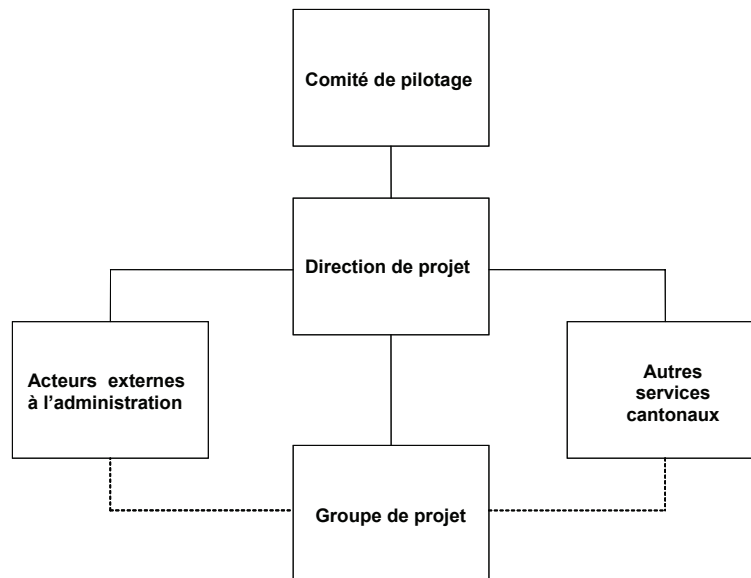 Comité de pilotage
Direction de projet
Acteurs externes
à l’administration
Autres
services
cantonaux
Groupe de projet